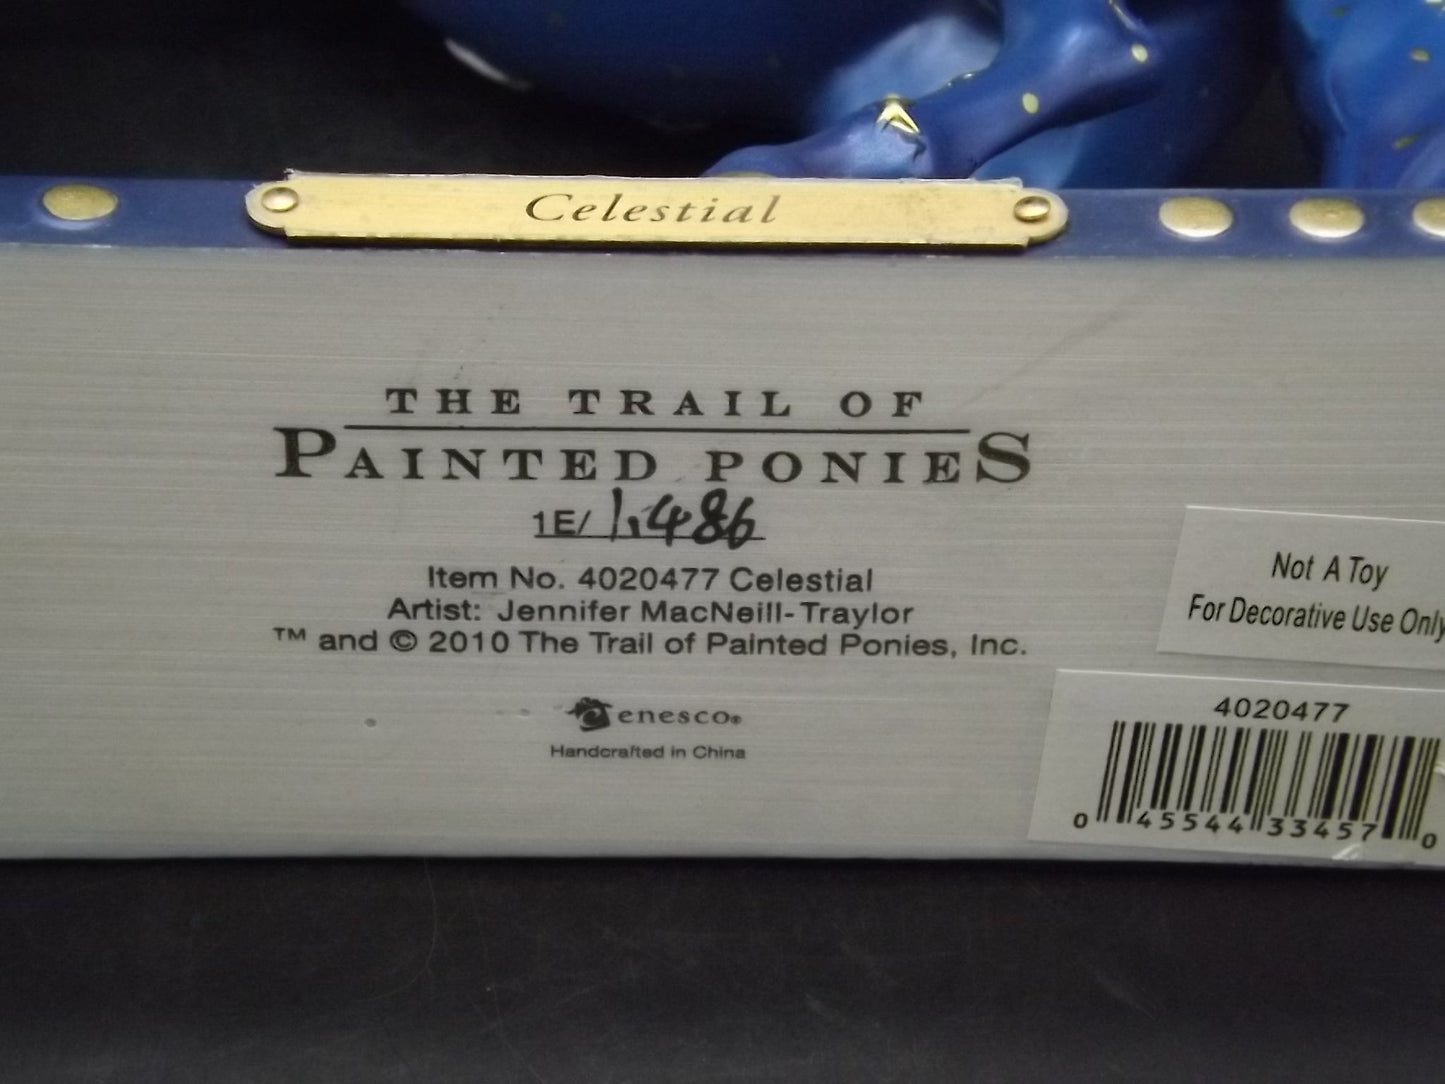 Celestial
THE TRAIL OF
PAINTED PONIES
1E/ 1,486
Item No. 4020477 Celestial
Artist: Jennifer MacNeill-Traylor
™ and © 2010 The Trail of Painted Ponies, Inc.
enesco®
Handcrafted in China
Not A Toy
For Decorative Use Only
4020477
0 45544 33457 0